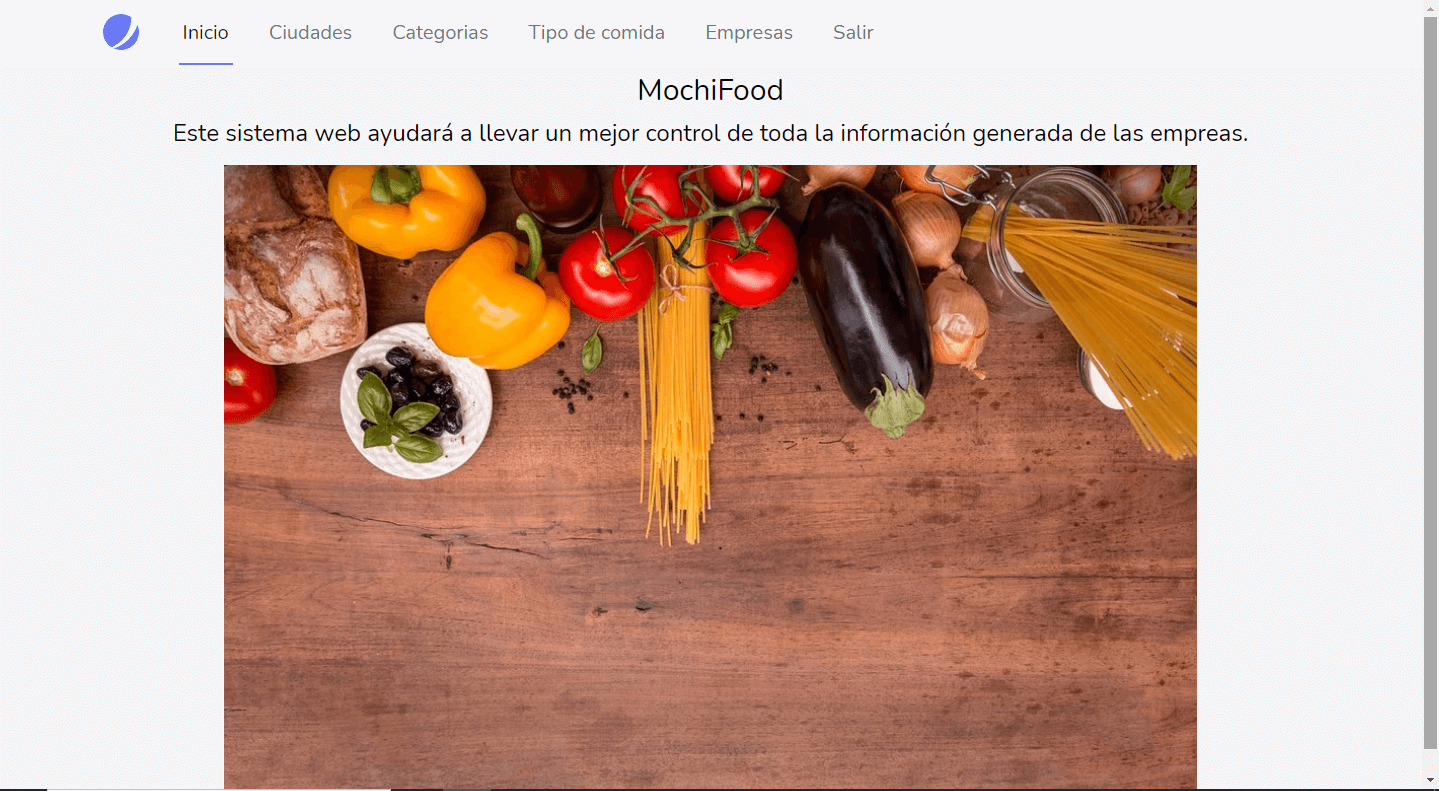 Inicio Ciudades Categorias Tipo de comida Empresas Salir
MochiFood
Este sistema web ayudará a llevar un mejor control de toda la información generada de las empreas.